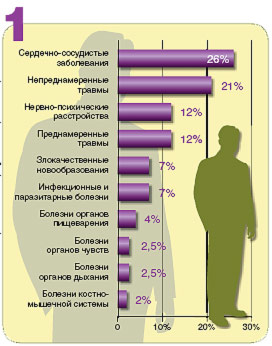 1
Сердечно-сосудистые
заболевания
26%
Непреднамеренные
травмы
21%
Нервно-психические
расстройства
12%
Преднамеренные
травмы
12%
Злокачественные
новообразования
7%
Инфекционные и
паразитарные болезни
7%
Болезни органов
пищеварения
4%
Болезни
органов чувств
2,5%
Болезни
органов дыхания
2,5%
Болезни костно-
мышечной системы
2%
0 10% 20% 30%